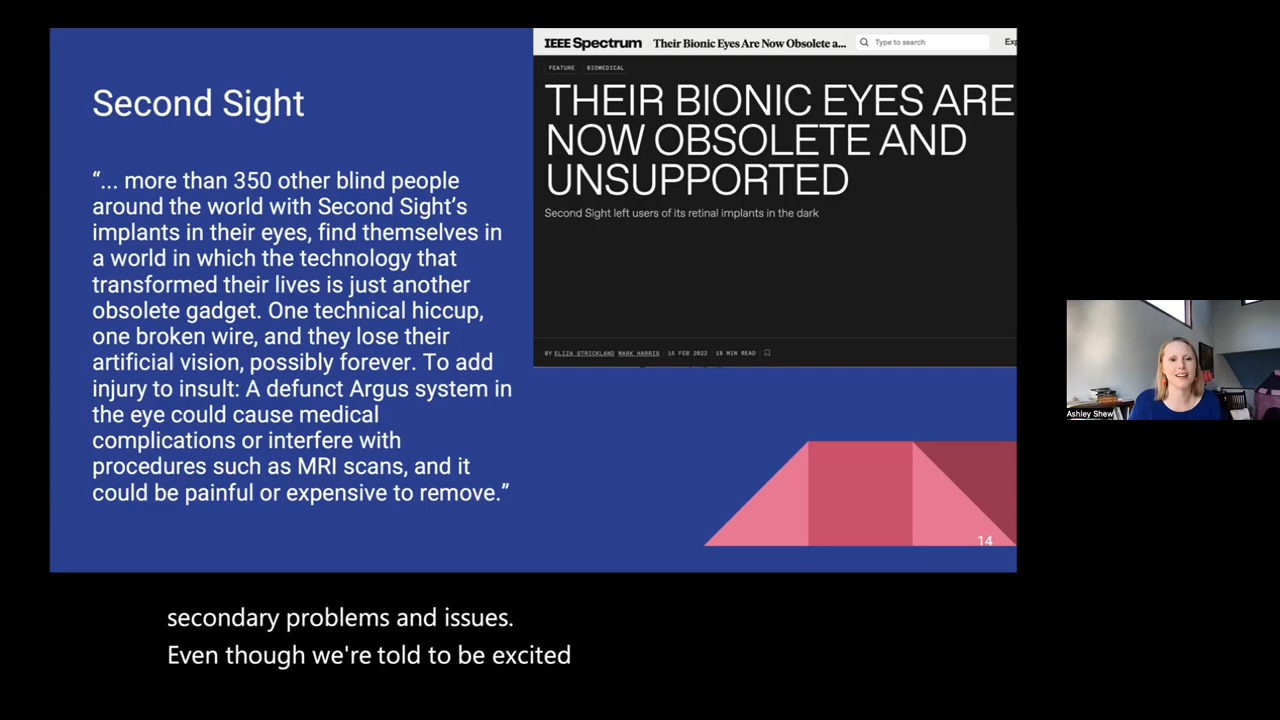 Second Sight
“... more than 350 other blind people
around the world with Second Sight’s
implants in their eyes, find themselves in
a world in which the technology that
transformed their lives is just another
obsolete gadget. One technical hiccup,
one broken wire, and they lose their
artificial vision, possibly forever. To add
injury to insult: A defunct Argus system in
the eye could cause medical
complications or interfere with
procedures such as MRI scans, and it
could be painful or expensive to remove.”
IEEE Spectrum Their Bionic Eyes Are Now Obsolete a... Type to search Exp
FEATURE BIOMEDICAL
THEIR BIONIC EYES ARE
NOW OBSOLETE AND
UNSUPPORTED
Second Sight left users of its retinal implants in the dark
BY ELIZA STRICKLAND MARK HARRIS 15 FEB 2022 18 MIN READ
14
Ashley Shew
secondary problems and issues.
Even though we're told to be excited